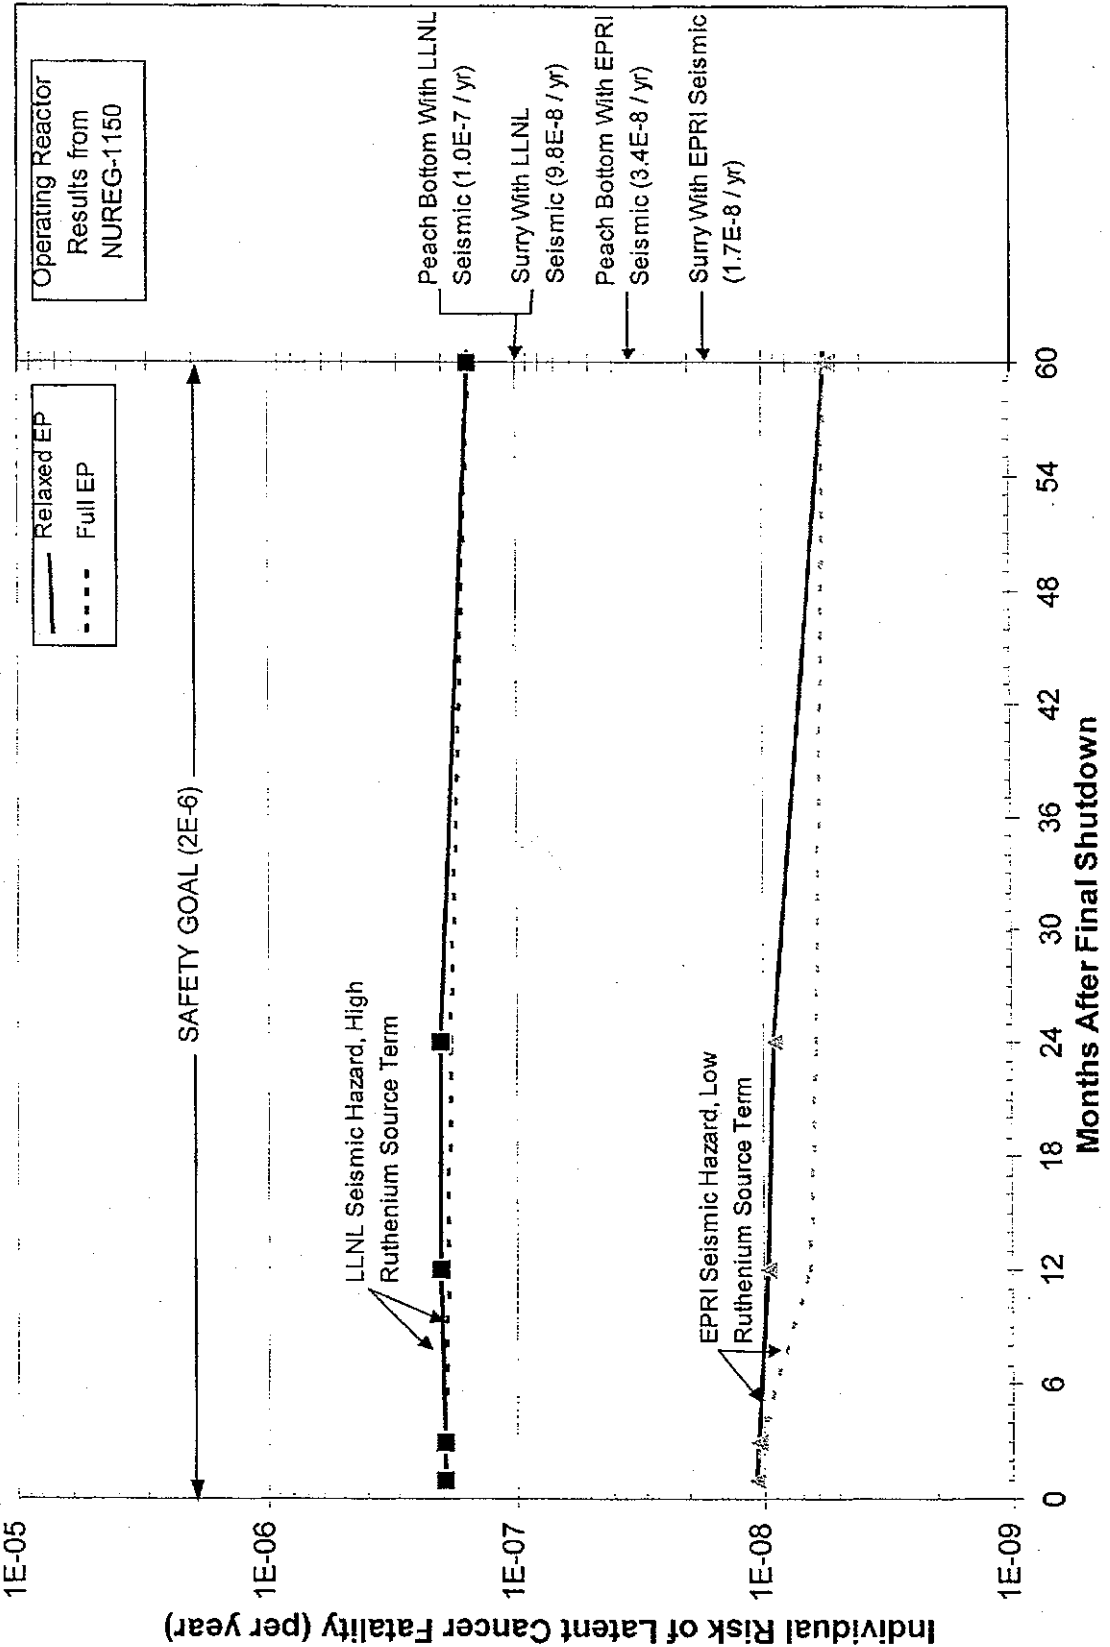 Individual Risk of Latent Cancer Fatality (per year)
1E-05
1E-06
1E-07
1E-08
1E-09
SAFETY GOAL (2E-6)
Relaxed EP
Full EP
Operating Reactor
Results from
NUREG-1150
LLNL Seismic Hazard, High
Ruthenium Source Term
EPRI Seismic Hazard, Low
Ruthenium Source Term
Peach Bottom With LLNL
Seismic (1.0E-7 / yr)
Surry With LLNL
Seismic (9.8E-8 / yr)
Peach Bottom With EPRI
Seismic (3.4E-8 / yr)
Surry With EPRI Seismic
(1.7E-8 / yr)
0 6 12 18 24 30 36 42 48 54 60
Months After Final Shutdown